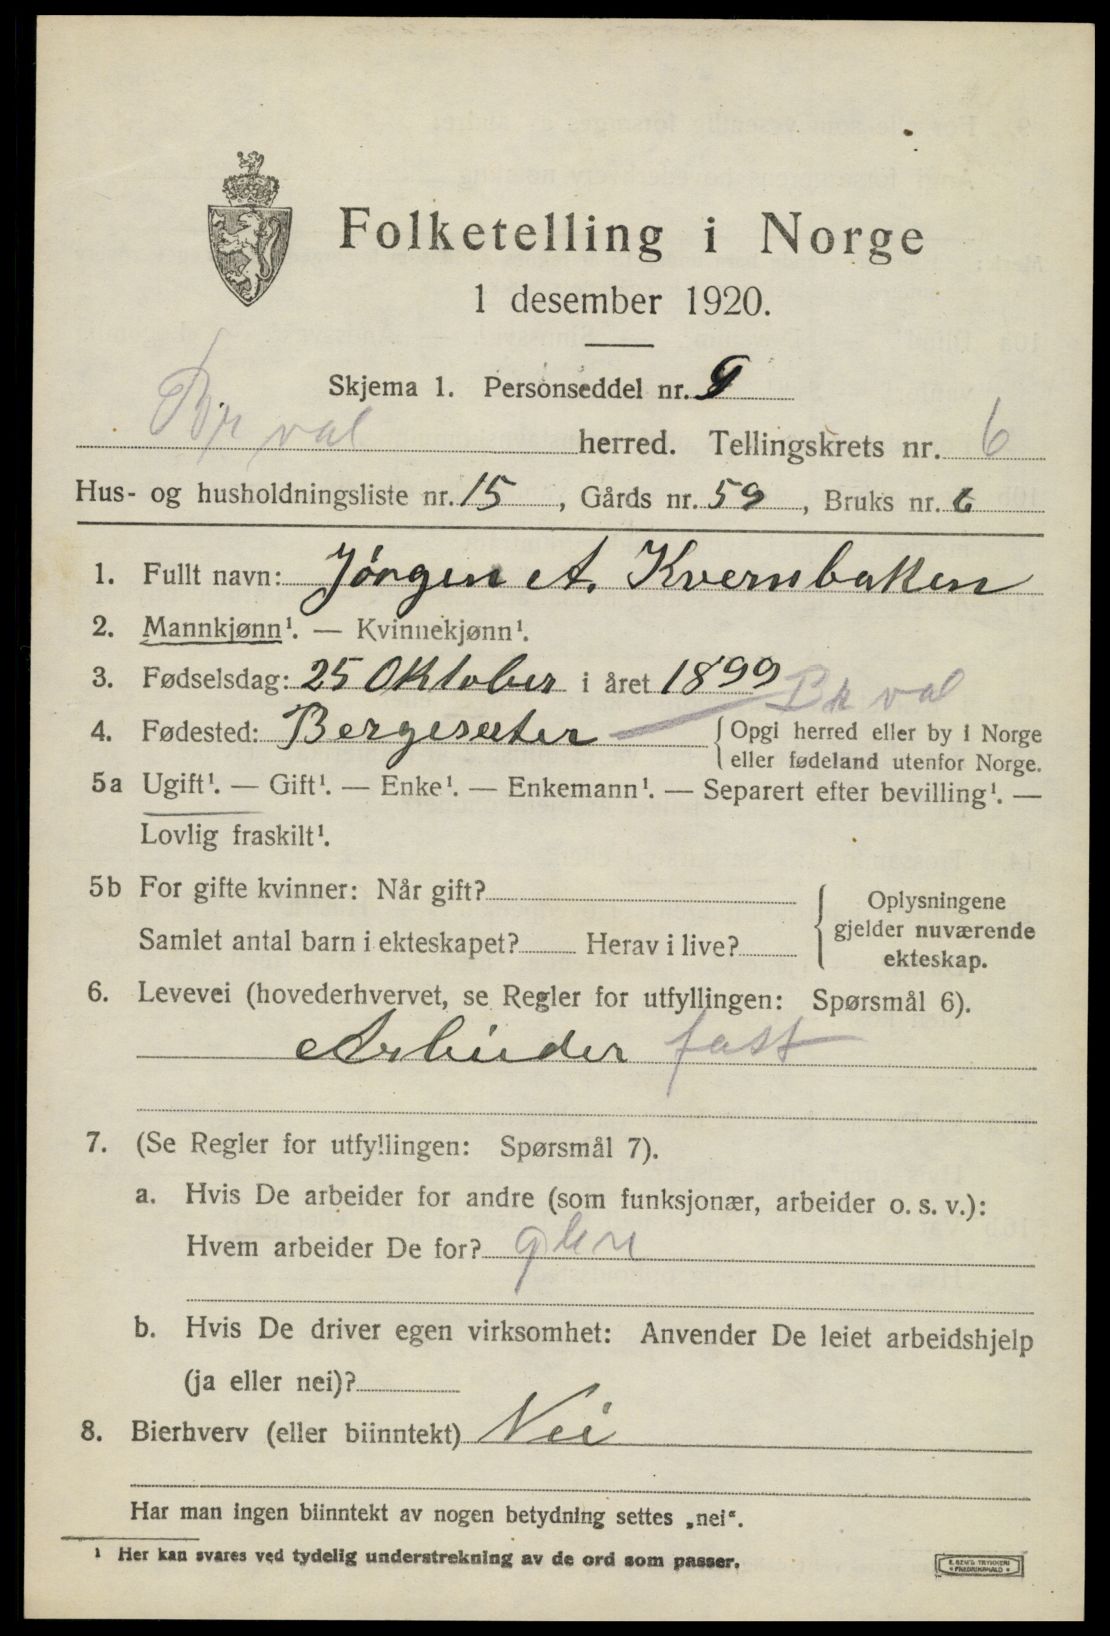 Folketelling i Norge
1 desember 1920.
Skjema 1. Personseddel nr.
herred. Tellingskrets nr. 6
Hus- og husholdningsliste nr. 15, Gårds nr. 59, Bruks nr. 6
1. Fullt navn: Jörgen A. Kvernbakken
2. Mannkjønn¹. — Kvinnekjønn¹.
3. Fødselsdag: 25 Oktober i året 1899
4. Fødested: Bergesæter {Opgi herred eller by i Norge
eller fødeland utenfor Norge.
5a Ugift¹. — Gift¹. — Enke¹. — Enkemann¹. — Separert efter bevilling¹. —
Lovlig fraskilt¹.
5b For gifte kvinner: Når gift? { Oplysningene
gjelder nuværende
Samlet antal barn i ekteskapet? Herav i live?
ekteskap.
6. Levevei (hovederhvervet, se Regler for utfyllingen: Spørsmål 6).
Arbeider fast
7. (Se Regler for utfyllingen: Spørsmål 7).
a. Hvis De arbeider for andre (som funksjonær, arbeider o. s. v.):
Hvem arbeider De for?
b. Hvis De driver egen virksomhet: Anvender De leiet arbeidshjelp
(ja eller nei)?
8. Bierhverv (eller biinntekt) Nei
Har man ingen biinntekt av nogen betydning settes „nei“.
¹ Her kan svares ved tydelig understrekning av de ord som passer.